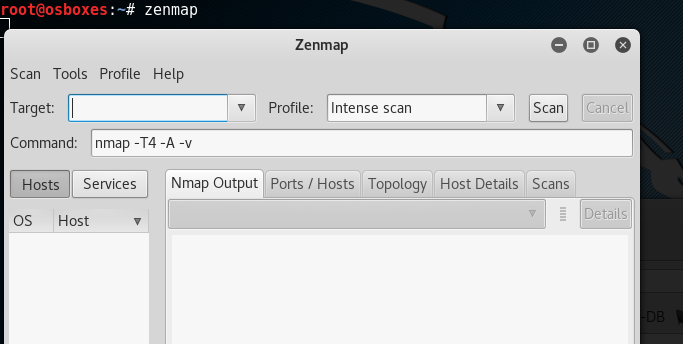 root@osboxes:~# zenmap
Zenmap
Scan Tools Profile Help
Target: Profile: Intense scan Scan Cancel
Command: nmap -T4 -A -v
Hosts Services Nmap Output Ports / Hosts Topology Host Details Scans
OS Host Details
-DB